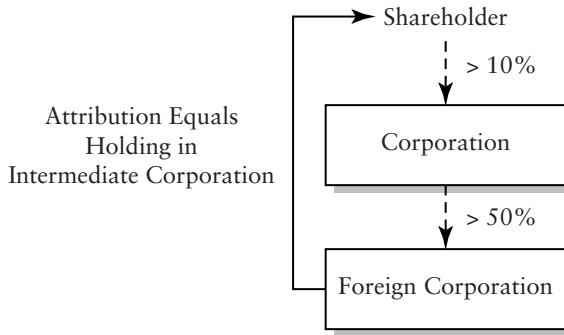 Shareholder
> 10%
Attribution Equals
Holding in
Intermediate Corporation
Corporation
> 50%
Foreign Corporation